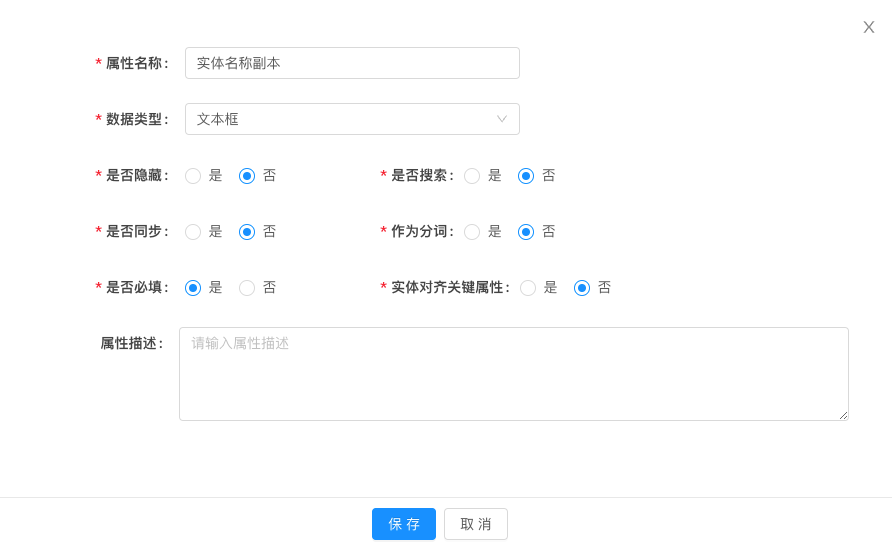 * 属性名称： 实体名称副本
* 数据类型： 文本框
* 是否隐藏： 是 否 * 是否搜索： 是 否
* 是否同步： 是 否 * 作为分词： 是 否
* 是否必填： 是 否 * 实体对齐关键属性： 是 否
属性描述： 请输入属性描述
保 存 取 消